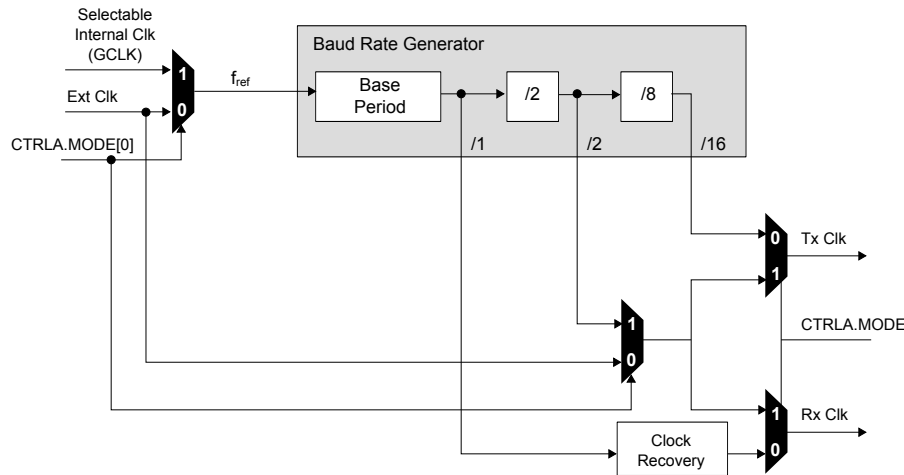 Selectable
Internal Clk
(GCLK)
Baud Rate Generator
1
0
fref
Ext Clk
Base
Period
/2
/8
CTRLA.MODE[0]
/1
/2
/16
0
1
Tx Clk
1
0
CTRLA.MODE
1
0
Rx Clk
Clock
Recovery